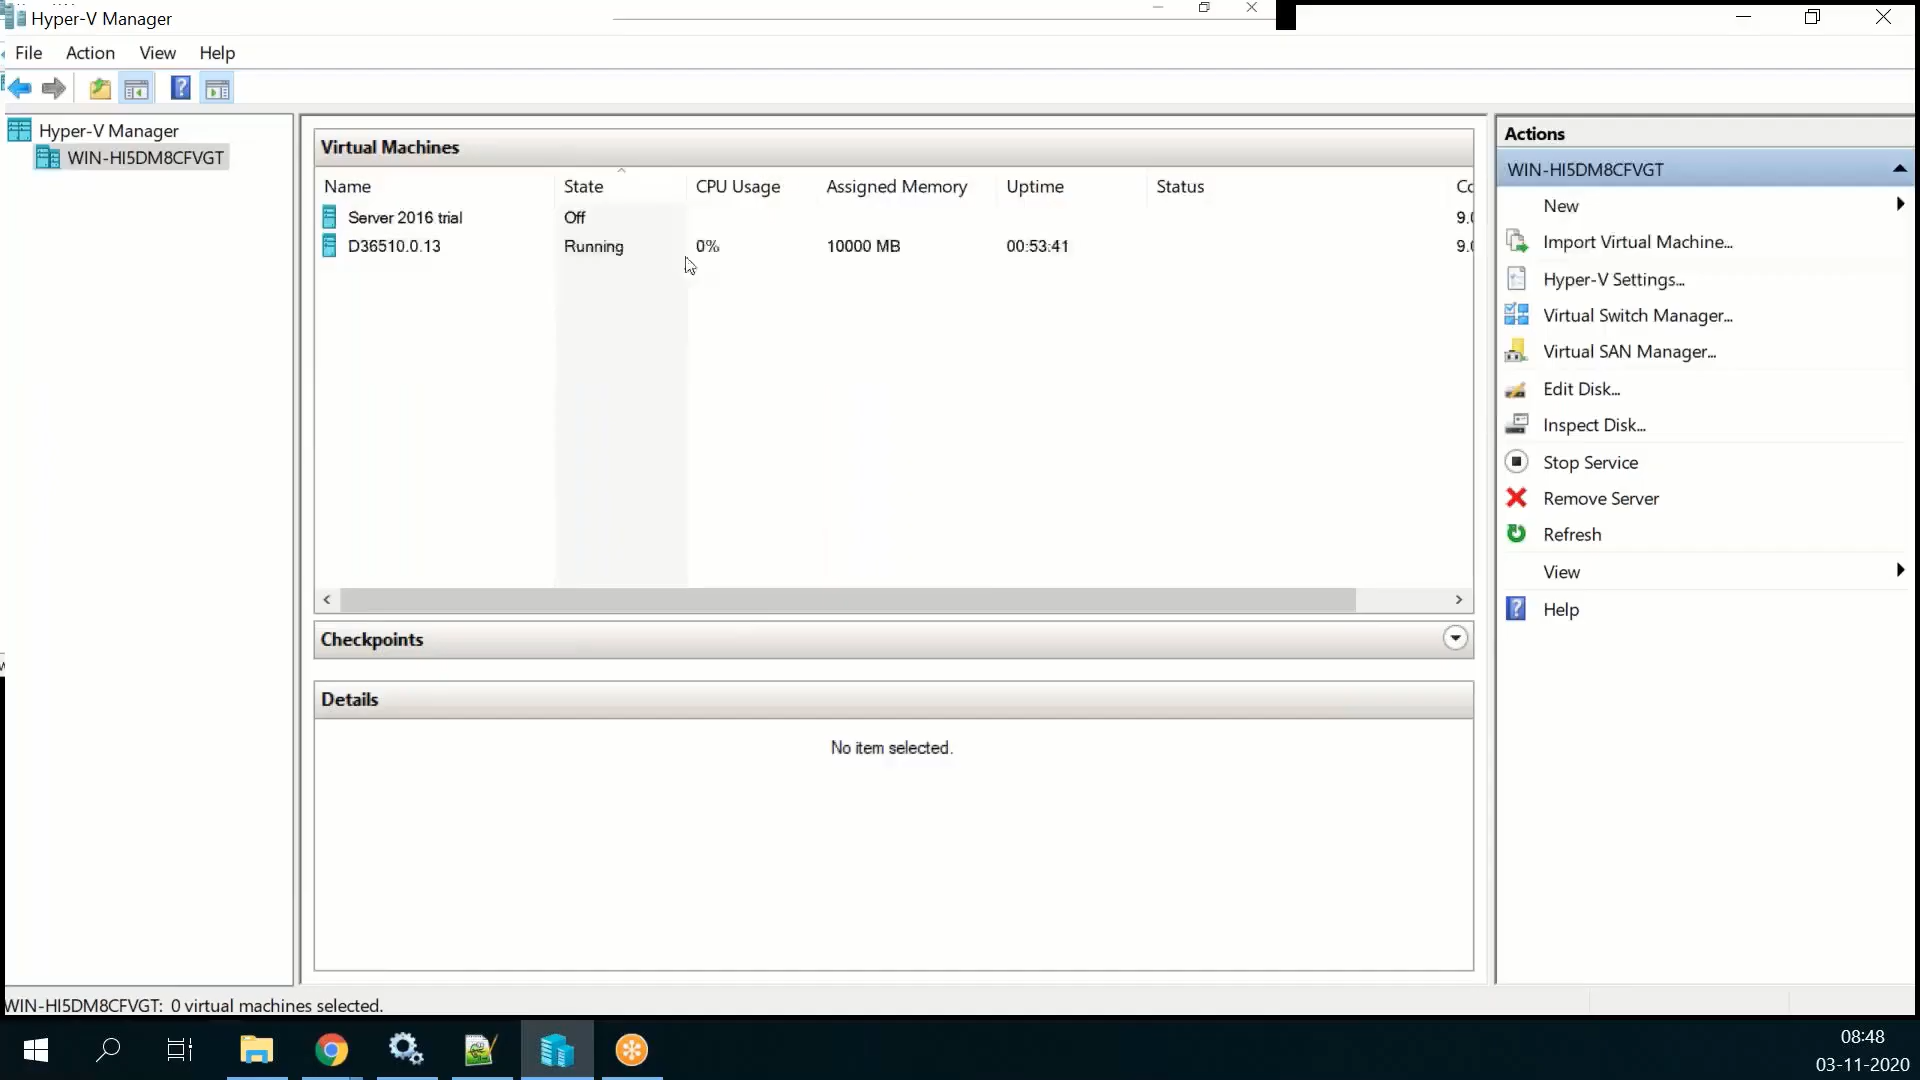 Hyper-V Manager
File Action View Help
Hyper-V Manager
WIN-HI5DM8CFVGT
Virtual Machines
Name State CPU Usage Assigned Memory Uptime Status
Server 2016 trial Off 9.
D36510.0.13 Running 0% 10000 MB 00:53:41 9.
Checkpoints
Details
No item selected.
Actions
WIN-HI5DM8CFVGT
New
Import Virtual Machine...
Hyper-V Settings...
Virtual Switch Manager...
Virtual SAN Manager...
Edit Disk...
Inspect Disk...
Stop Service
Remove Server
Refresh
View
Help
WIN-HI5DM8CFVGT: 0 virtual machines selected.
08:48
03-11-2020